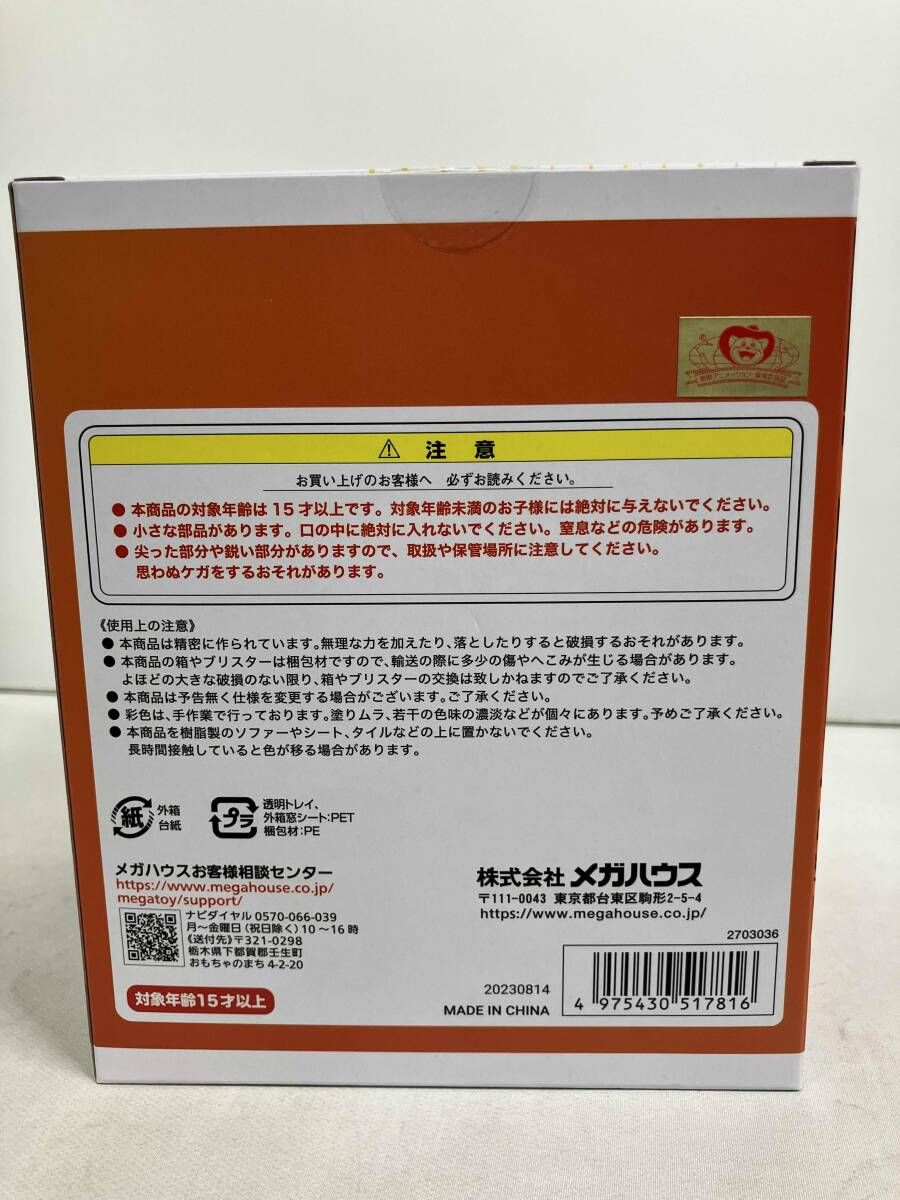 ⚠ 注意
お買い上げのお客様へ 必ずお読みください。
● 本商品の対象年齢は15才以上です。対象年齢未満のお子様には絶対に与えないでください。
● 小さな部品があります。口の中に絶対に入れないでください。窒息などの危険があります。
● 尖った部分や鋭い部分がありますので、取扱や保管場所に注意してください。
思わぬケガをするおそれがあります。
《使用上の注意》
● 本商品は精密に作られています。無理な力を加えたり、落としたりすると破損するおそれがあります。
● 本商品の箱やブリスターは梱包材ですので、輸送の際に多少の傷やへこみが生じる場合があります。
よほどの大きな破損のない限り、箱やブリスターの交換は致しかねますのでご了承ください。
● 本商品は予告無く仕様を変更する場合がございます。ご了承ください。
● 彩色は、手作業で行っております。塗りムラ、若干の色味の濃淡などが個々にあります。予めご了承ください。
● 本商品を樹脂製のソファーやシート、タイルなどの上に置かないでください。
長時間接触していると色が移る場合があります。
紙
外箱
台紙
プラ
透明トレイ、
外箱窓シート:PET
梱包材:PE
メガハウスお客様相談センター
https://www.megahouse.co.jp/
megatoy/support/
ナビダイヤル 0570-066-039
月～金曜日(祝日除く)10～16時
《送付先》〒321-0298
栃木県下都賀郡壬生町
おもちゃのまち4-2-20
対象年齢15才以上
株式会社 メガハウス
〒111-0043 東京都台東区駒形2-5-4
https://www.megahouse.co.jp/
2703036
20230814
MADE IN CHINA
4 975430 517816